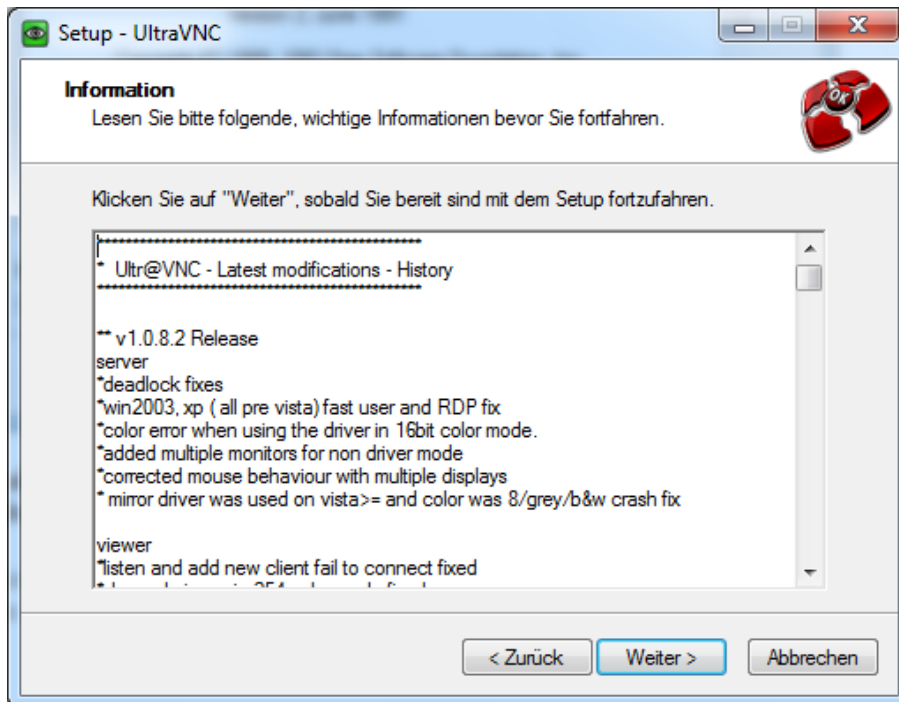 Setup - UltraVNC
Information
Lesen Sie bitte folgende, wichtige Informationen bevor Sie fortfahren.
OK
Klicken Sie auf "Weiter", sobald Sie bereit sind mit dem Setup fortzufahren.
***********************************************
* Ultr@VNC - Latest modifications - History
***********************************************
** v1.0.8.2 Release
server
*deadlock fixes
*win2003, xp ( all pre vista) fast user and RDP fix
*color error when using the driver in 16bit color mode.
*added multiple monitors for non driver mode
*corrected mouse behaviour with multiple displays
* mirror driver was used on vista>= and color was 8/grey/b&w crash fix
viewer
*listen and add new client fail to connect fixed
< Zurück
Weiter >
Abbrechen